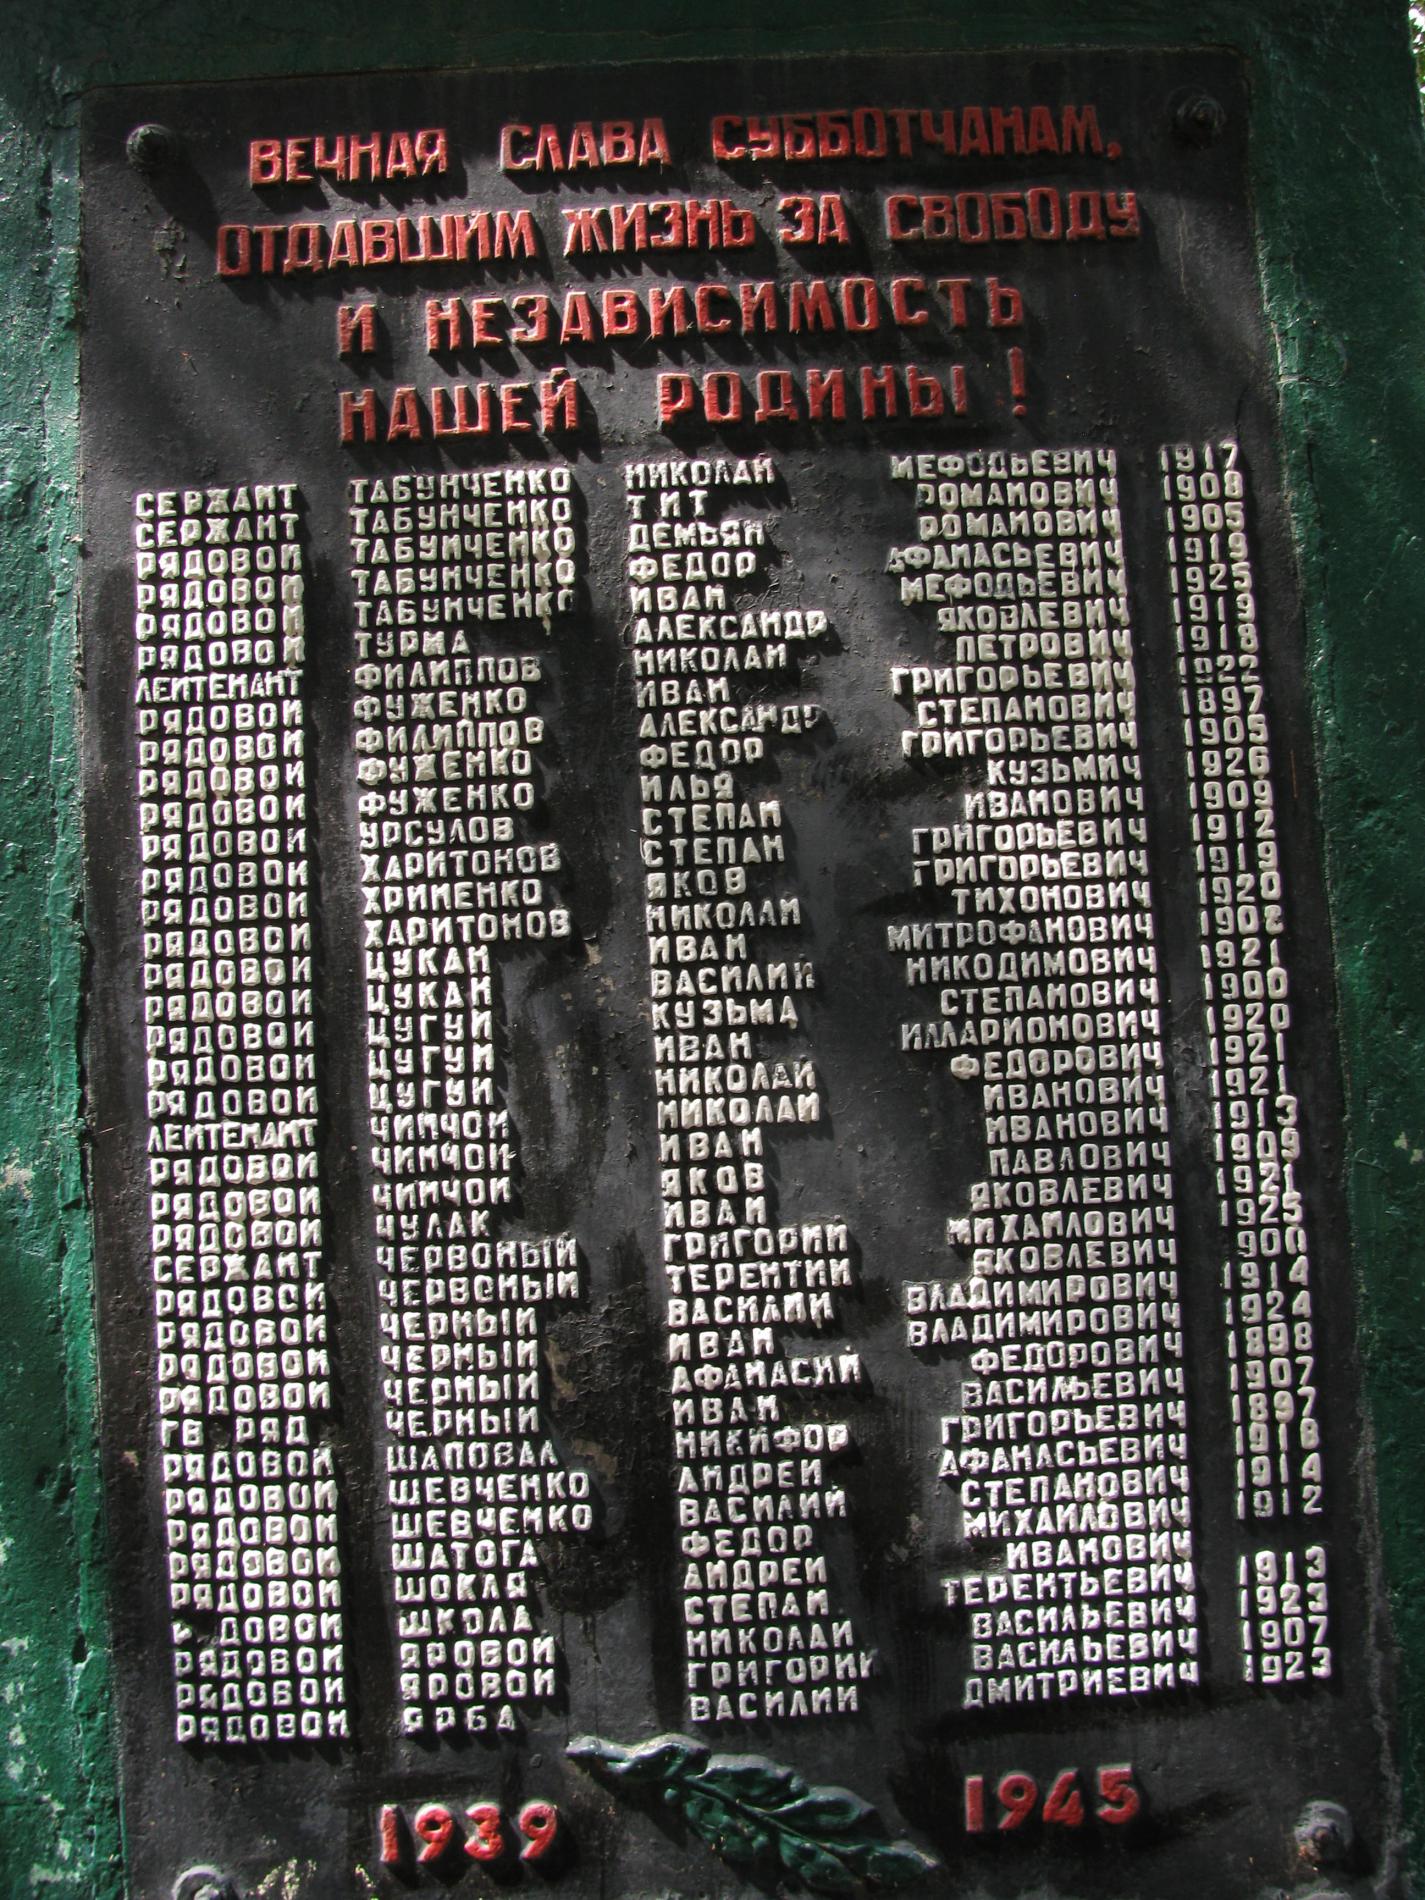 ВЕЧНАЯ СЛАВА СУББОТЧАНАМ,
ОТДАВШИМ ЖИЗНЬ ЗА СВОБОДУ
И НЕЗАВИСИМОСТЬ
НАШЕЙ РОДИНЫ!
СЕРЖАНТ ТАБУНЧЕНКО НИКОЛАЙ МЕФОДЬЕВИЧ 1917
СЕРЖАНТ ТАБУНЧЕНКО ТИТ РОМАНОВИЧ 1908
РЯДОВОЙ ТАБУНЧЕНКО ДЕМЬЯН РОМАНОВИЧ 1905
РЯДОВОЙ ТАБУНЧЕНКО ФЕДОР АФАНАСЬЕВИЧ 1919
РЯДОВОЙ ТАБУНЧЕНКО ИВАН МЕФОДЬЕВИЧ 1925
РЯДОВОЙ ТУРМА АЛЕКСАНДР ЯКОВЛЕВИЧ 1919
ЛЕЙТЕНАНТ ФИЛИППОВ НИКОЛАЙ ПЕТРОВИЧ 1918
РЯДОВОЙ ФУЖЕНКО ИВАН ГРИГОРЬЕВИЧ 1922
РЯДОВОЙ ФИЛИППОВ АЛЕКСАНДР СТЕПАНОВИЧ 1897
РЯДОВОЙ ФУЖЕНКО ФЕДОР ГРИГОРЬЕВИЧ 1905
РЯДОВОЙ ФУЖЕНКО ИЛЬЯ КУЗЬМИЧ 1926
РЯДОВОЙ УРСУЛОВ СТЕПАН ИВАНОВИЧ 1909
РЯДОВОЙ ХАРИТОНОВ СТЕПАН ГРИГОРЬЕВИЧ 1912
РЯДОВОЙ ХРИМЕНКО ЯКОВ ГРИГОРЬЕВИЧ 1919
РЯДОВОЙ ХАРИТОНОВ НИКОЛАЙ ТИХОНОВИЧ 1920
РЯДОВОЙ ЦУКАН ИВАН МИТРОФАНОВИЧ 1902
РЯДОВОЙ ЦУКАН ВАСИЛИЙ НИКОДИМОВИЧ 1921
РЯДОВОЙ ЦУГУЙ КУЗЬМА СТЕПАНОВИЧ 1900
РЯДОВОЙ ЦУГУЙ ИВАН ИЛЛАРИОНОВИЧ 1920
РЯДОВОЙ ЦУГУЙ НИКОЛАЙ ФЕДОРОВИЧ 1921
ЛЕЙТЕНАНТ ЧИНЧОЙ НИКОЛАЙ ИВАНОВИЧ 1921
РЯДОВОЙ ЧИНЧОЙ ИВАН ИВАНОВИЧ 1913
РЯДОВОЙ ЧИНЧОЙ ЯКОВ ПАВЛОВИЧ 1909
РЯДОВОЙ ЧУЛАК ИВАН ЯКОВЛЕВИЧ 1921
СЕРЖАНТ ЧЕРВОНЫЙ ГРИГОРИЙ МИХАЙЛОВИЧ 1925
РЯДОВОЙ ЧЕРВОНЫЙ ТЕРЕНТИЙ ЯКОВЛЕВИЧ 1900
РЯДОВОЙ ЧЕРНЫЙ ВАСИЛИЙ ВЛАДИМИРОВИЧ 1914
РЯДОВОЙ ЧЕРНЫЙ ИВАН ВЛАДИМИРОВИЧ 1924
РЯДОВОЙ ЧЕРНЫЙ АФАНАСИЙ ФЕДОРОВИЧ 1898
ГВ РЯД ЧЕРНЫЙ ИВАН ВАСИЛЬЕВИЧ 1907
РЯДОВОЙ ШАПОВАЛ НИКИФОР ГРИГОРЬЕВИЧ 1897
РЯДОВОЙ ШЕВЧЕНКО АНДРЕЙ АФАНАСЬЕВИЧ 1918
РЯДОВОЙ ШЕВЧЕНКО ВАСИЛИЙ СТЕПАНОВИЧ 1914
РЯДОВОЙ ШАТОГА ФЕДОР МИХАЙЛОВИЧ 1912
РЯДОВОЙ ШОКЛЯ АНДРЕЙ ИВАНОВИЧ
РЯДОВОЙ ШКОЛА СТЕПАН ТЕРЕНТЬЕВИЧ 1913
РЯДОВОЙ ЯРОВОЙ НИКОЛАЙ ВАСИЛЬЕВИЧ 1923
РЯДОВОЙ ЯРОВОЙ ГРИГОРИЙ ВАСИЛЬЕВИЧ 1907
РЯДОВОЙ ЯРБА ВАСИЛИЙ ДМИТРИЕВИЧ 1923
1939 1945